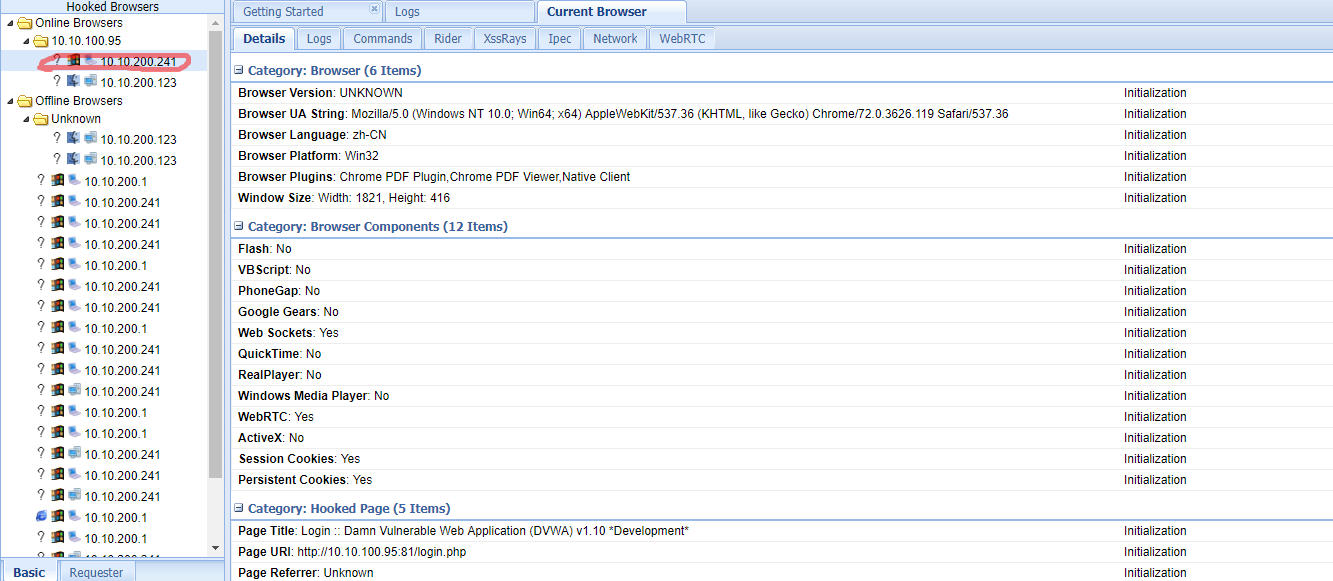 Hooked Browsers
Online Browsers
10.10.100.95
? 10.10.200.241
? 10.10.200.123
Offline Browsers
Unknown
? 10.10.200.123
? 10.10.200.123
? 10.10.200.1
? 10.10.200.241
? 10.10.200.241
? 10.10.200.241
? 10.10.200.1
? 10.10.200.241
? 10.10.200.241
? 10.10.200.1
? 10.10.200.241
? 10.10.200.241
? 10.10.200.241
? 10.10.200.1
? 10.10.200.1
? 10.10.200.241
? 10.10.200.241
? 10.10.200.241
10.10.200.1
? 10.10.200.1
? 10.10.200.241
Basic Requester
Getting Started Logs Current Browser
Details Logs Commands Rider XssRays Ipec Network WebRTC
Category: Browser (6 Items)
Browser Version: UNKNOWN Initialization
Browser UA String: Mozilla/5.0 (Windows NT 10.0; Win64; x64) AppleWebKit/537.36 (KHTML, like Gecko) Chrome/72.0.3626.119 Safari/537.36 Initialization
Browser Language: zh-CN Initialization
Browser Platform: Win32 Initialization
Browser Plugins: Chrome PDF Plugin,Chrome PDF Viewer,Native Client Initialization
Window Size: Width: 1821, Height: 416 Initialization
Category: Browser Components (12 Items)
Flash: No Initialization
VBScript: No Initialization
PhoneGap: No Initialization
Google Gears: No Initialization
Web Sockets: Yes Initialization
QuickTime: No Initialization
RealPlayer: No Initialization
Windows Media Player: No Initialization
WebRTC: Yes Initialization
ActiveX: No Initialization
Session Cookies: Yes Initialization
Persistent Cookies: Yes Initialization
Category: Hooked Page (5 Items)
Page Title: Login :: Damn Vulnerable Web Application (DVWA) v1.10 *Development* Initialization
Page URI: http://10.10.100.95:81/login.php Initialization
Page Referrer: Unknown Initialization